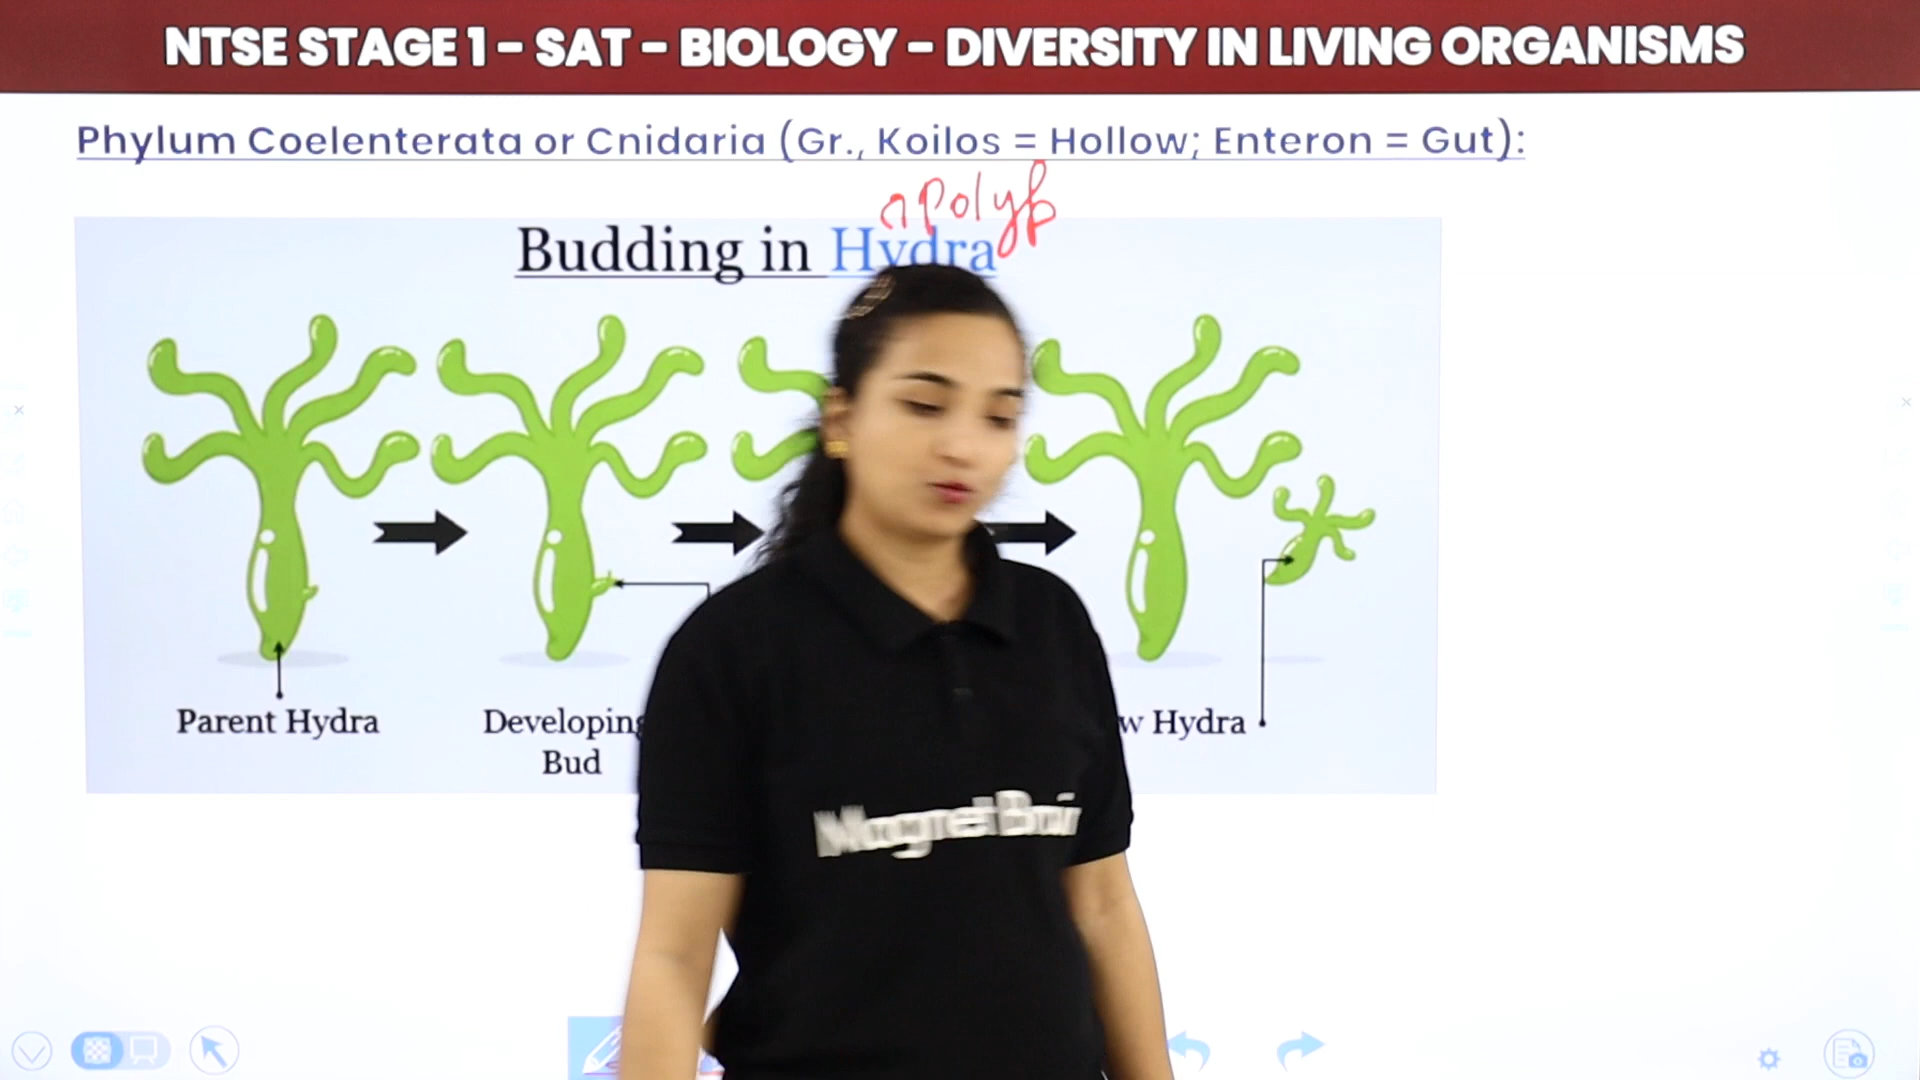 NTSE STAGE 1 – SAT – BIOLOGY – DIVERSITY IN LIVING ORGANISMS
Phylum Coelenterata or Cnidaria (Gr., Koilos = Hollow; Enteron = Gut):
polyp
Budding in Hydra
Parent Hydra
Developing
Bud
w Hydra
MagnetBrai